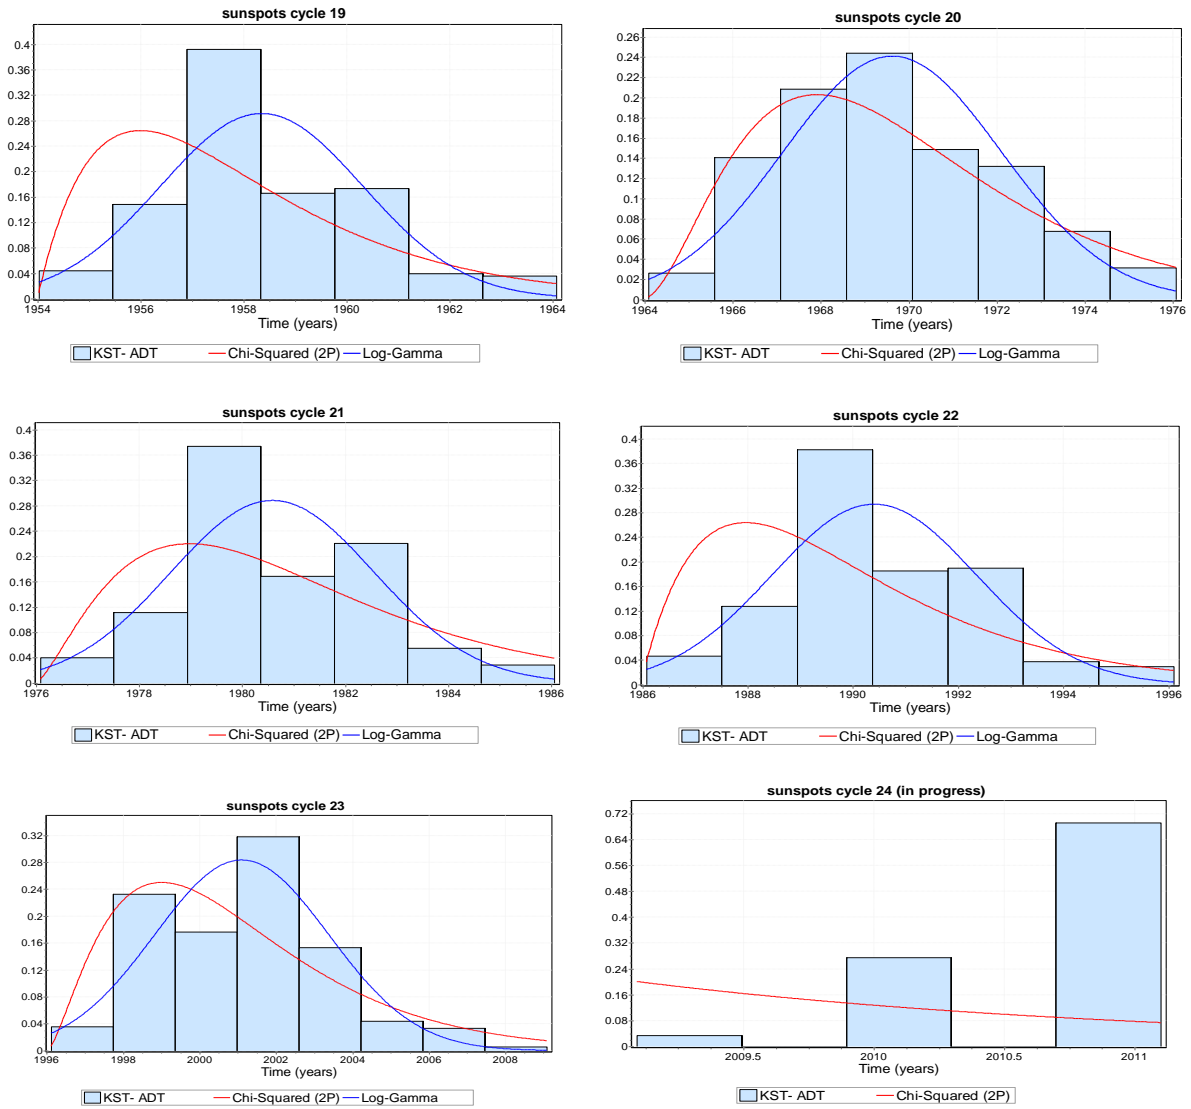 sunspots cycle 19
0.4
0.36
0.32
0.28
0.24
0.2
0.16
0.12
0.08
0.04
0
1954 1956 1958 1960 1962 1964
Time (years)
KST- ADT Chi-Squared (2P) Log-Gamma
sunspots cycle 20
0.26
0.24
0.22
0.2
0.18
0.16
0.14
0.12
0.1
0.08
0.06
0.04
0.02
0
1964 1966 1968 1970 1972 1974 1976
Time (years)
KST- ADT Chi-Squared (2P) Log-Gamma
sunspots cycle 21
0.4
0.36
0.32
0.28
0.24
0.2
0.16
0.12
0.08
0.04
0
1976 1978 1980 1982 1984 1986
Time (years)
KST- ADT Chi-Squared (2P) Log-Gamma
sunspots cycle 22
0.4
0.36
0.32
0.28
0.24
0.2
0.16
0.12
0.08
0.04
0
1986 1988 1990 1992 1994 1996
Time (years)
KST- ADT Chi-Squared (2P) Log-Gamma
sunspots cycle 23
0.32
0.28
0.24
0.2
0.16
0.12
0.08
0.04
1996 1998 2000 2002 2004 2006 2008
Time (years)
KST- ADT Chi-Squared (2P) Log-Gamma
sunspots cycle 24 (in progress)
0.72
0.64
0.56
0.48
0.4
0.32
0.24
0.16
0.08
0
2009.5 2010 2010.5 2011
Time (years)
KST- ADT Chi-Squared (2P)